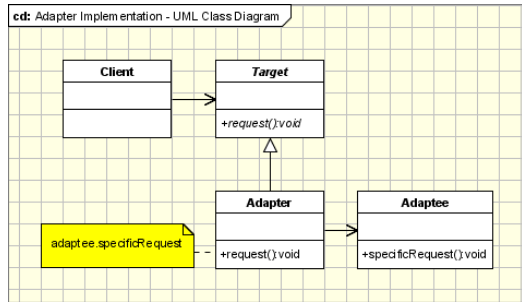 cd: Adapter Implementation - UML Class Diagram
Client
Target
+request():void
Adapter
Adaptee
adaptee.specificRequest
+request():void
+specificRequest():void